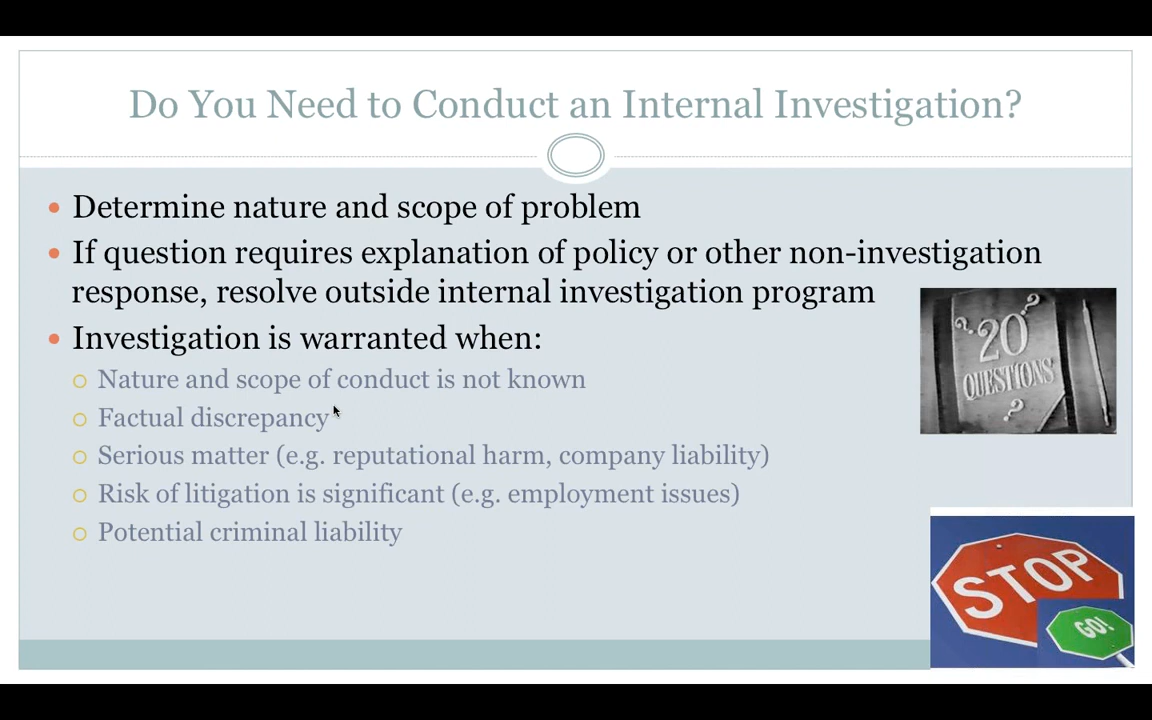 Do You Need to Conduct an Internal Investigation?
Determine nature and scope of problem
If question requires explanation of policy or other non-investigation
response, resolve outside internal investigation program
Investigation is warranted when:
Nature and scope of conduct is not known
Factual discrepancy
Serious matter (e.g. reputational harm, company liability)
Risk of litigation is significant (e.g. employment issues)
Potential criminal liability
?
?
20
QUESTIONS
?
STOP
GO!